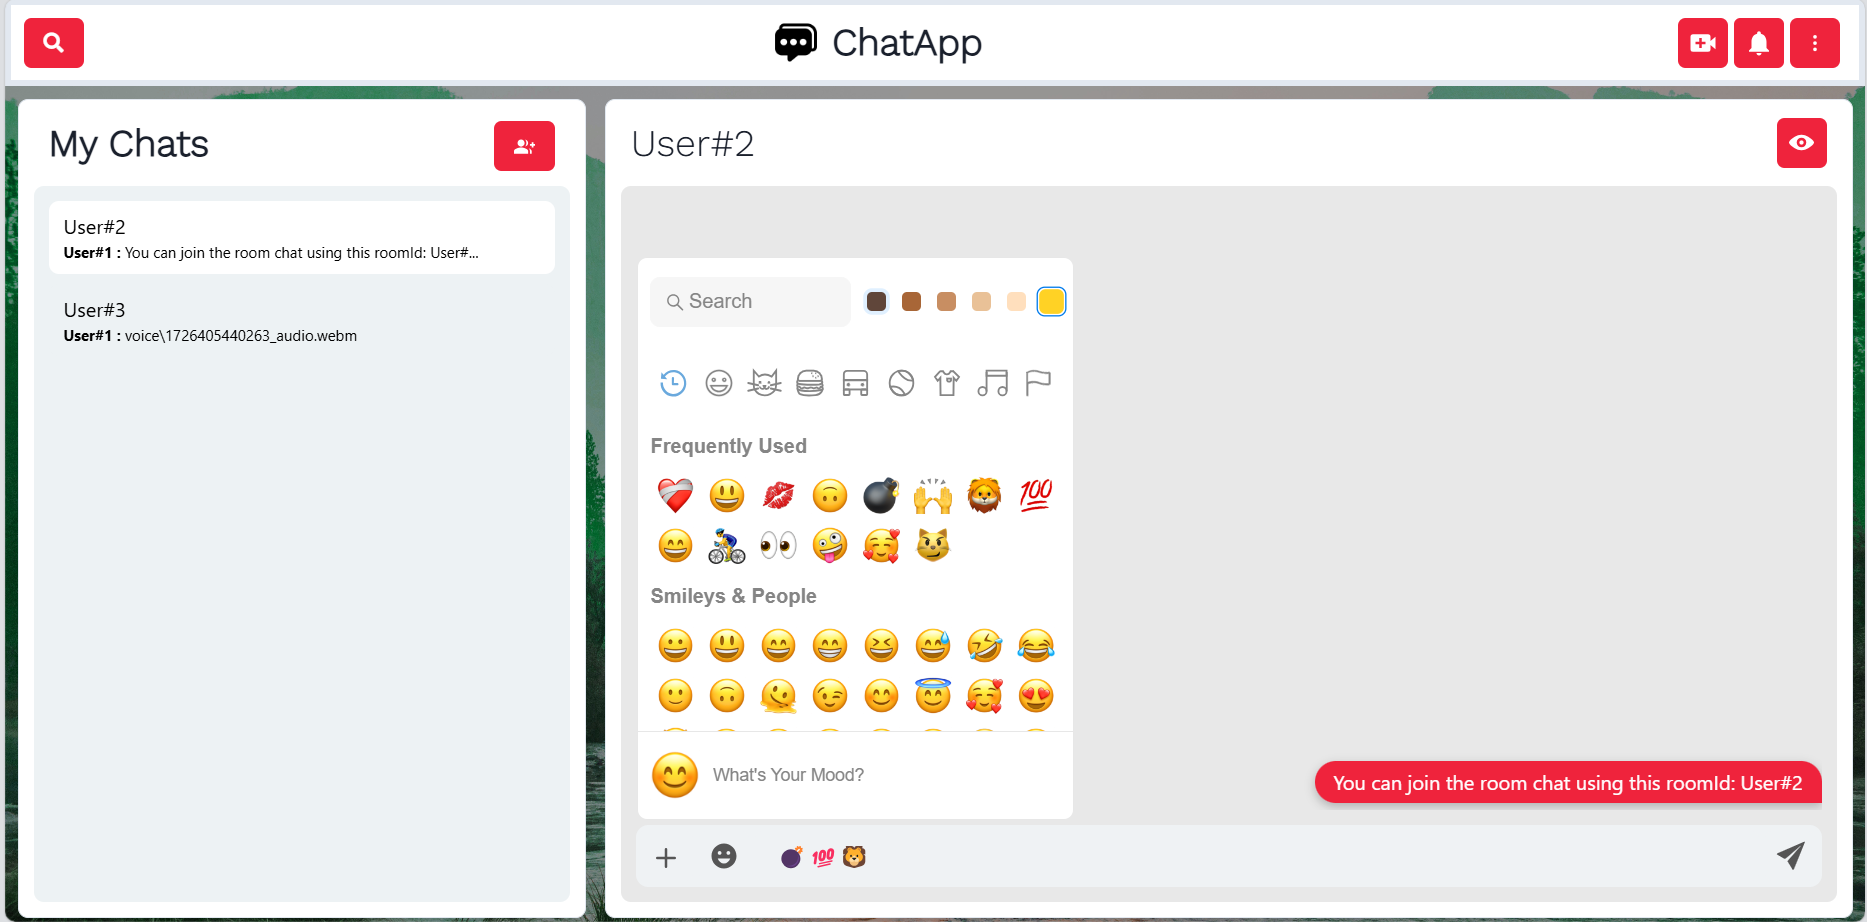 ChatApp
My Chats
User#2
User#1 : You can join the room chat using this roomId: User#...
User#3
User#1 : voice\1726405440263_audio.webm
User#2
Search
Frequently Used
💯
Smileys & People
What's Your Mood?
You can join the room chat using this roomId: User#2
💣 💯 🦁